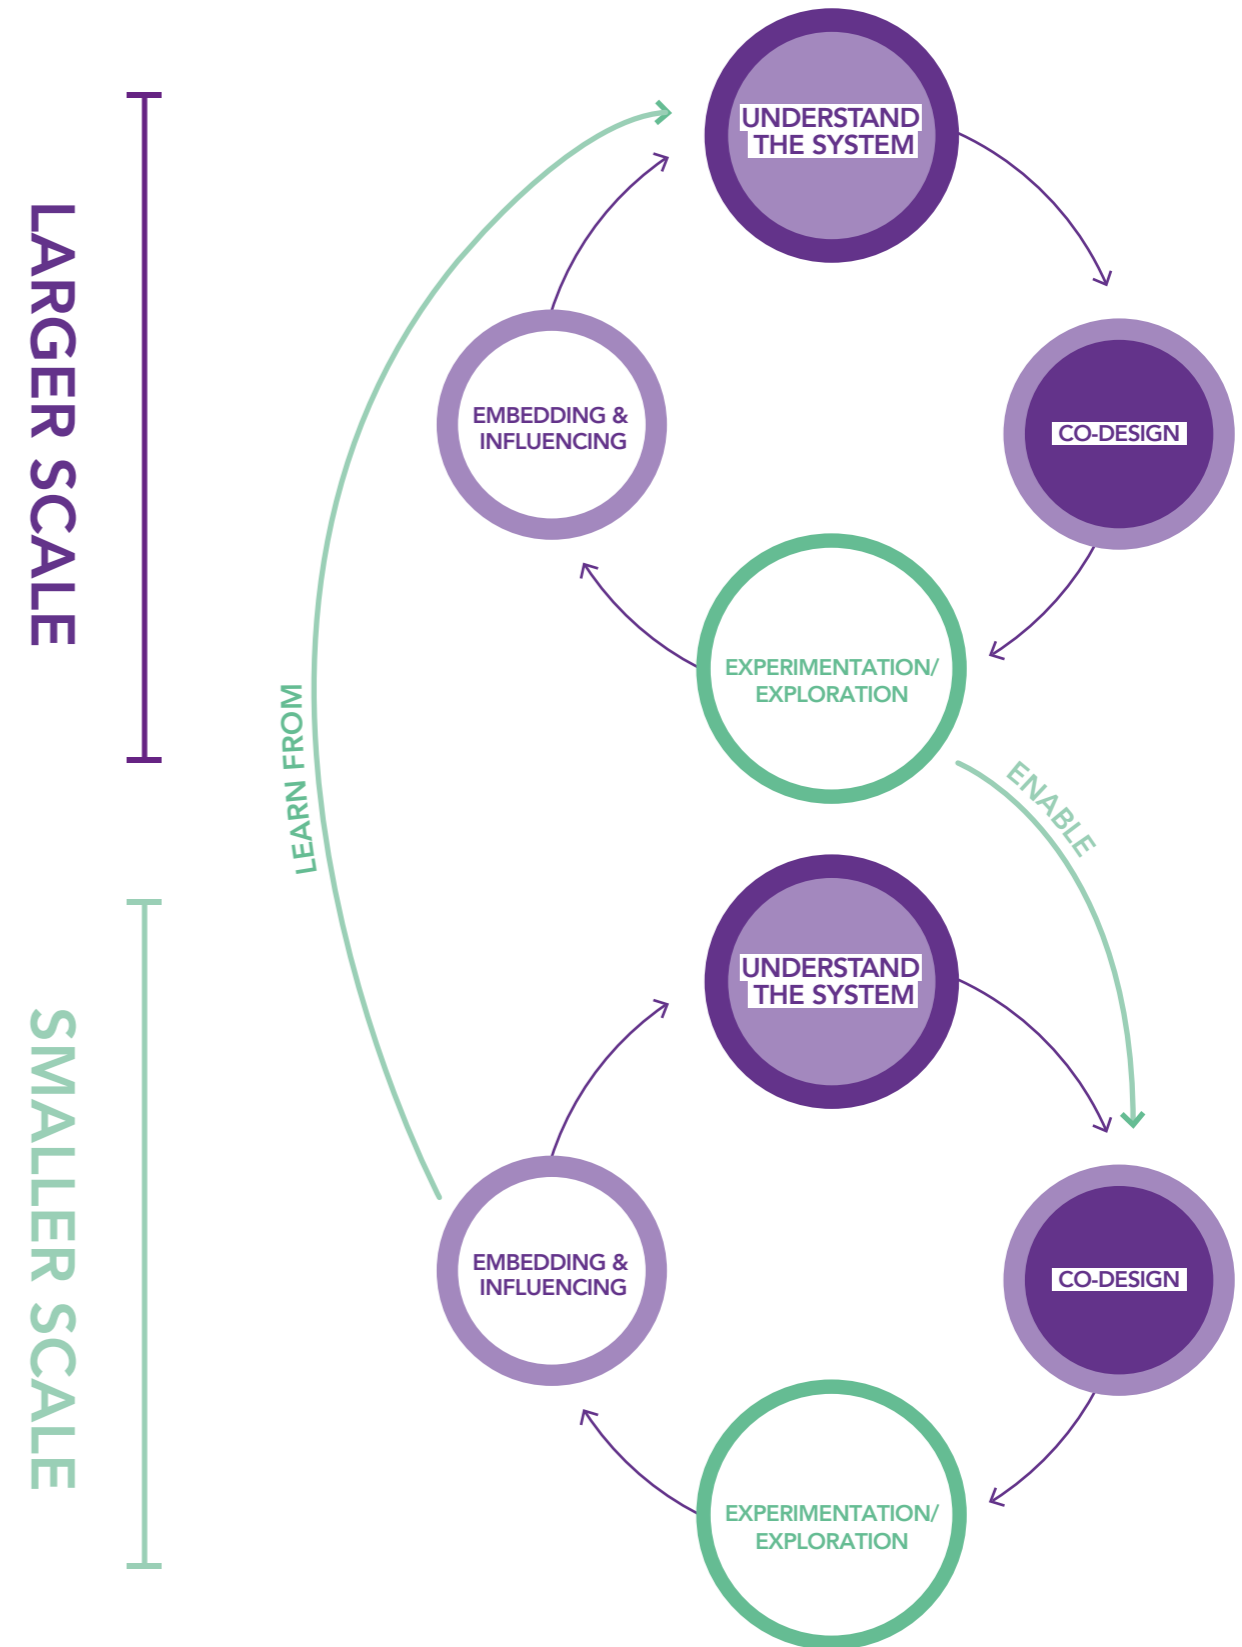 LARGER SCALE
UNDERSTAND
THE SYSTEM
EMBEDDING &
INFLUENCING
CO-DESIGN
EXPERIMENTATION/
EXPLORATION
LEARN FROM
ENABLE
SMALLER SCALE
UNDERSTAND
THE SYSTEM
EMBEDDING &
INFLUENCING
CO-DESIGN
EXPERIMENTATION/
EXPLORATION